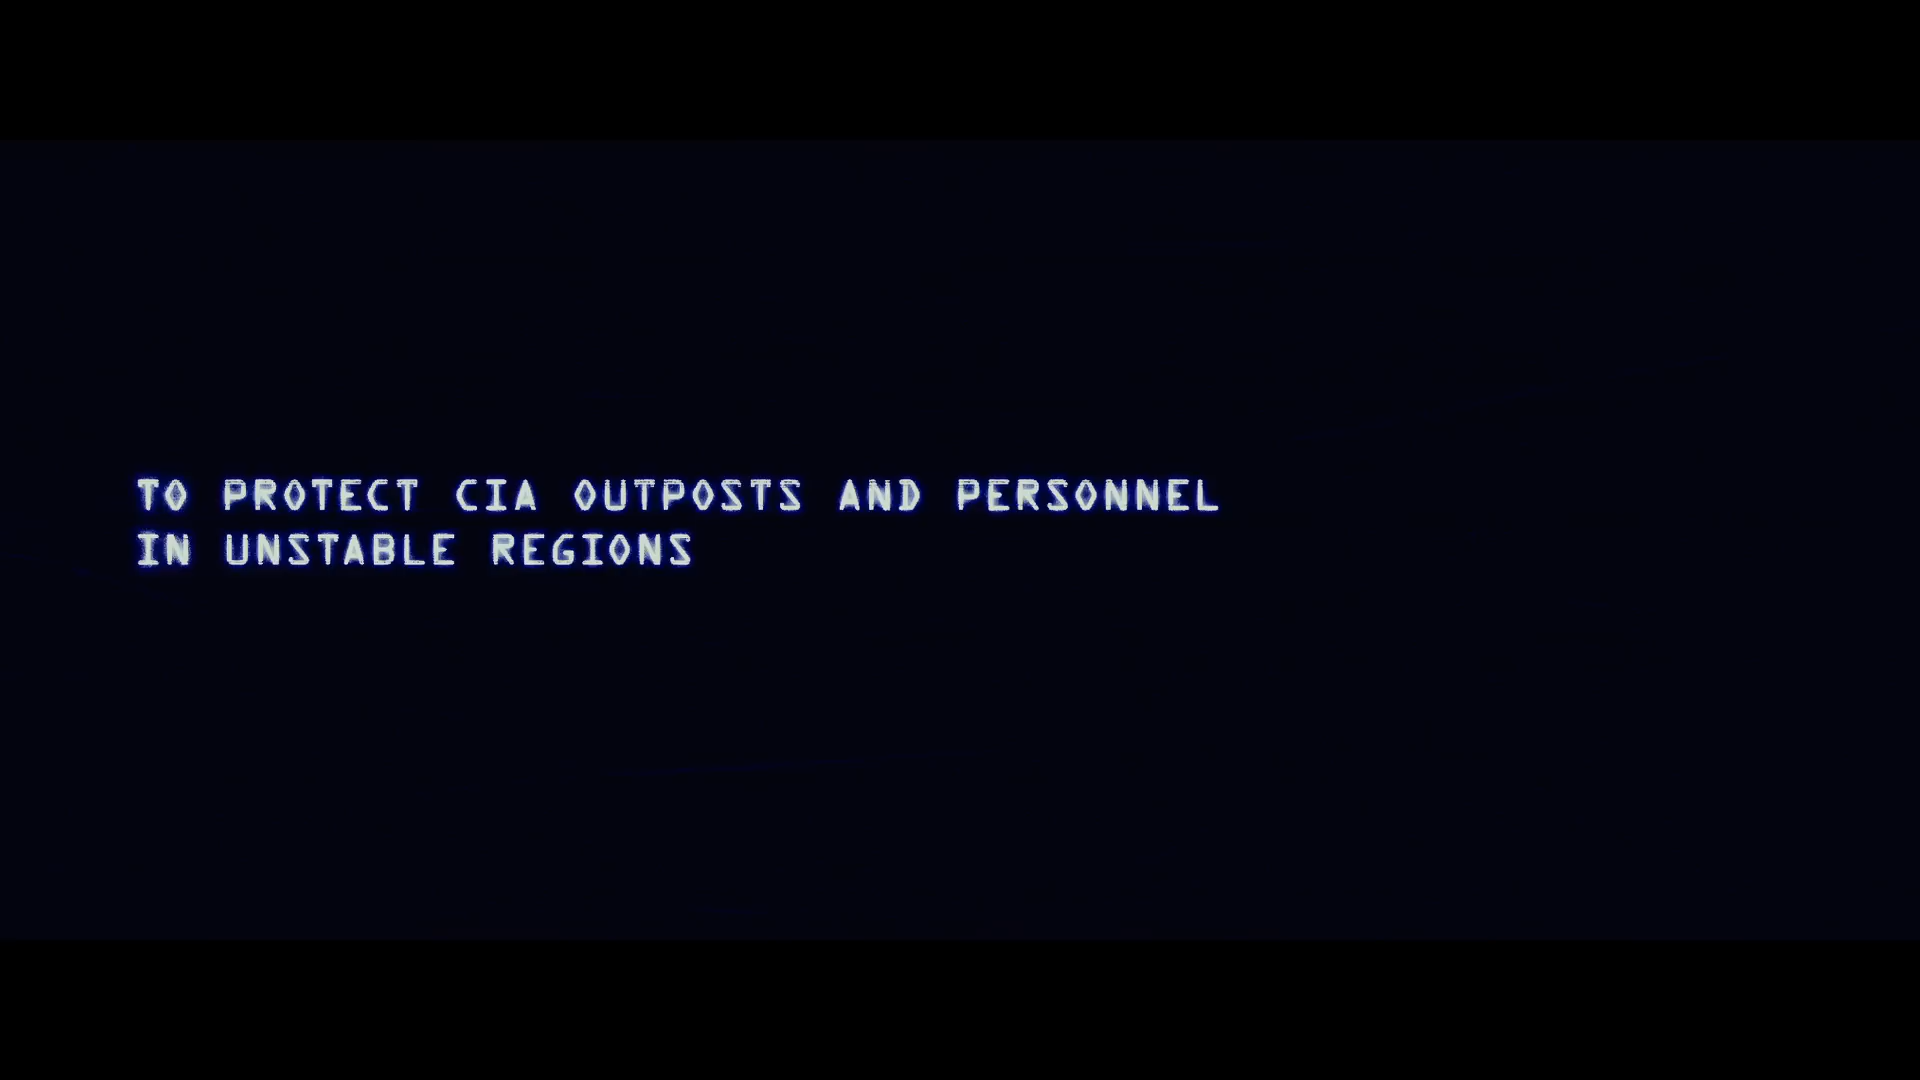 TO PROTECT CIA OUTPOSTS AND PERSONNEL
IN UNSTABLE REGIONS